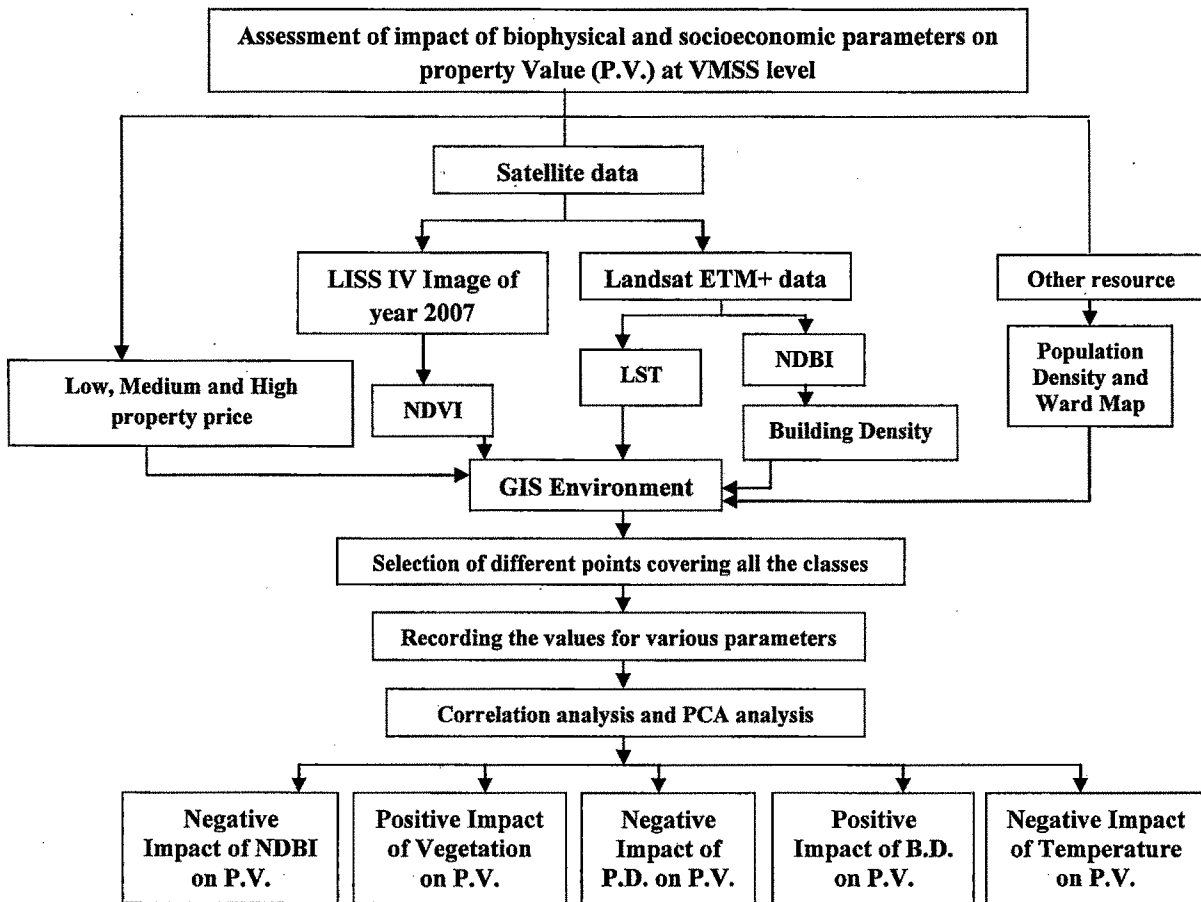 Assessment of impact of biophysical and socioeconomic parameters on
property Value (P.V.) at VMSS level
Satellite data
LISS IV Image of
year 2007
Landsat ETM+ data
Other resource
Low, Medium and High
property price
NDVI
LST
NDBI
Building Density
Population
Density and
Ward Map
GIS Environment
Selection of different points covering all the classes
Recording the values for various parameters
Correlation analysis and PCA analysis
Negative
Impact of NDBI
on P.V.
Positive Impact
of Vegetation
on P.V.
Negative
Impact of
P.D. on P.V.
Positive
Impact of B.D.
on P.V.
Negative Impact
of Temperature
on P.V.